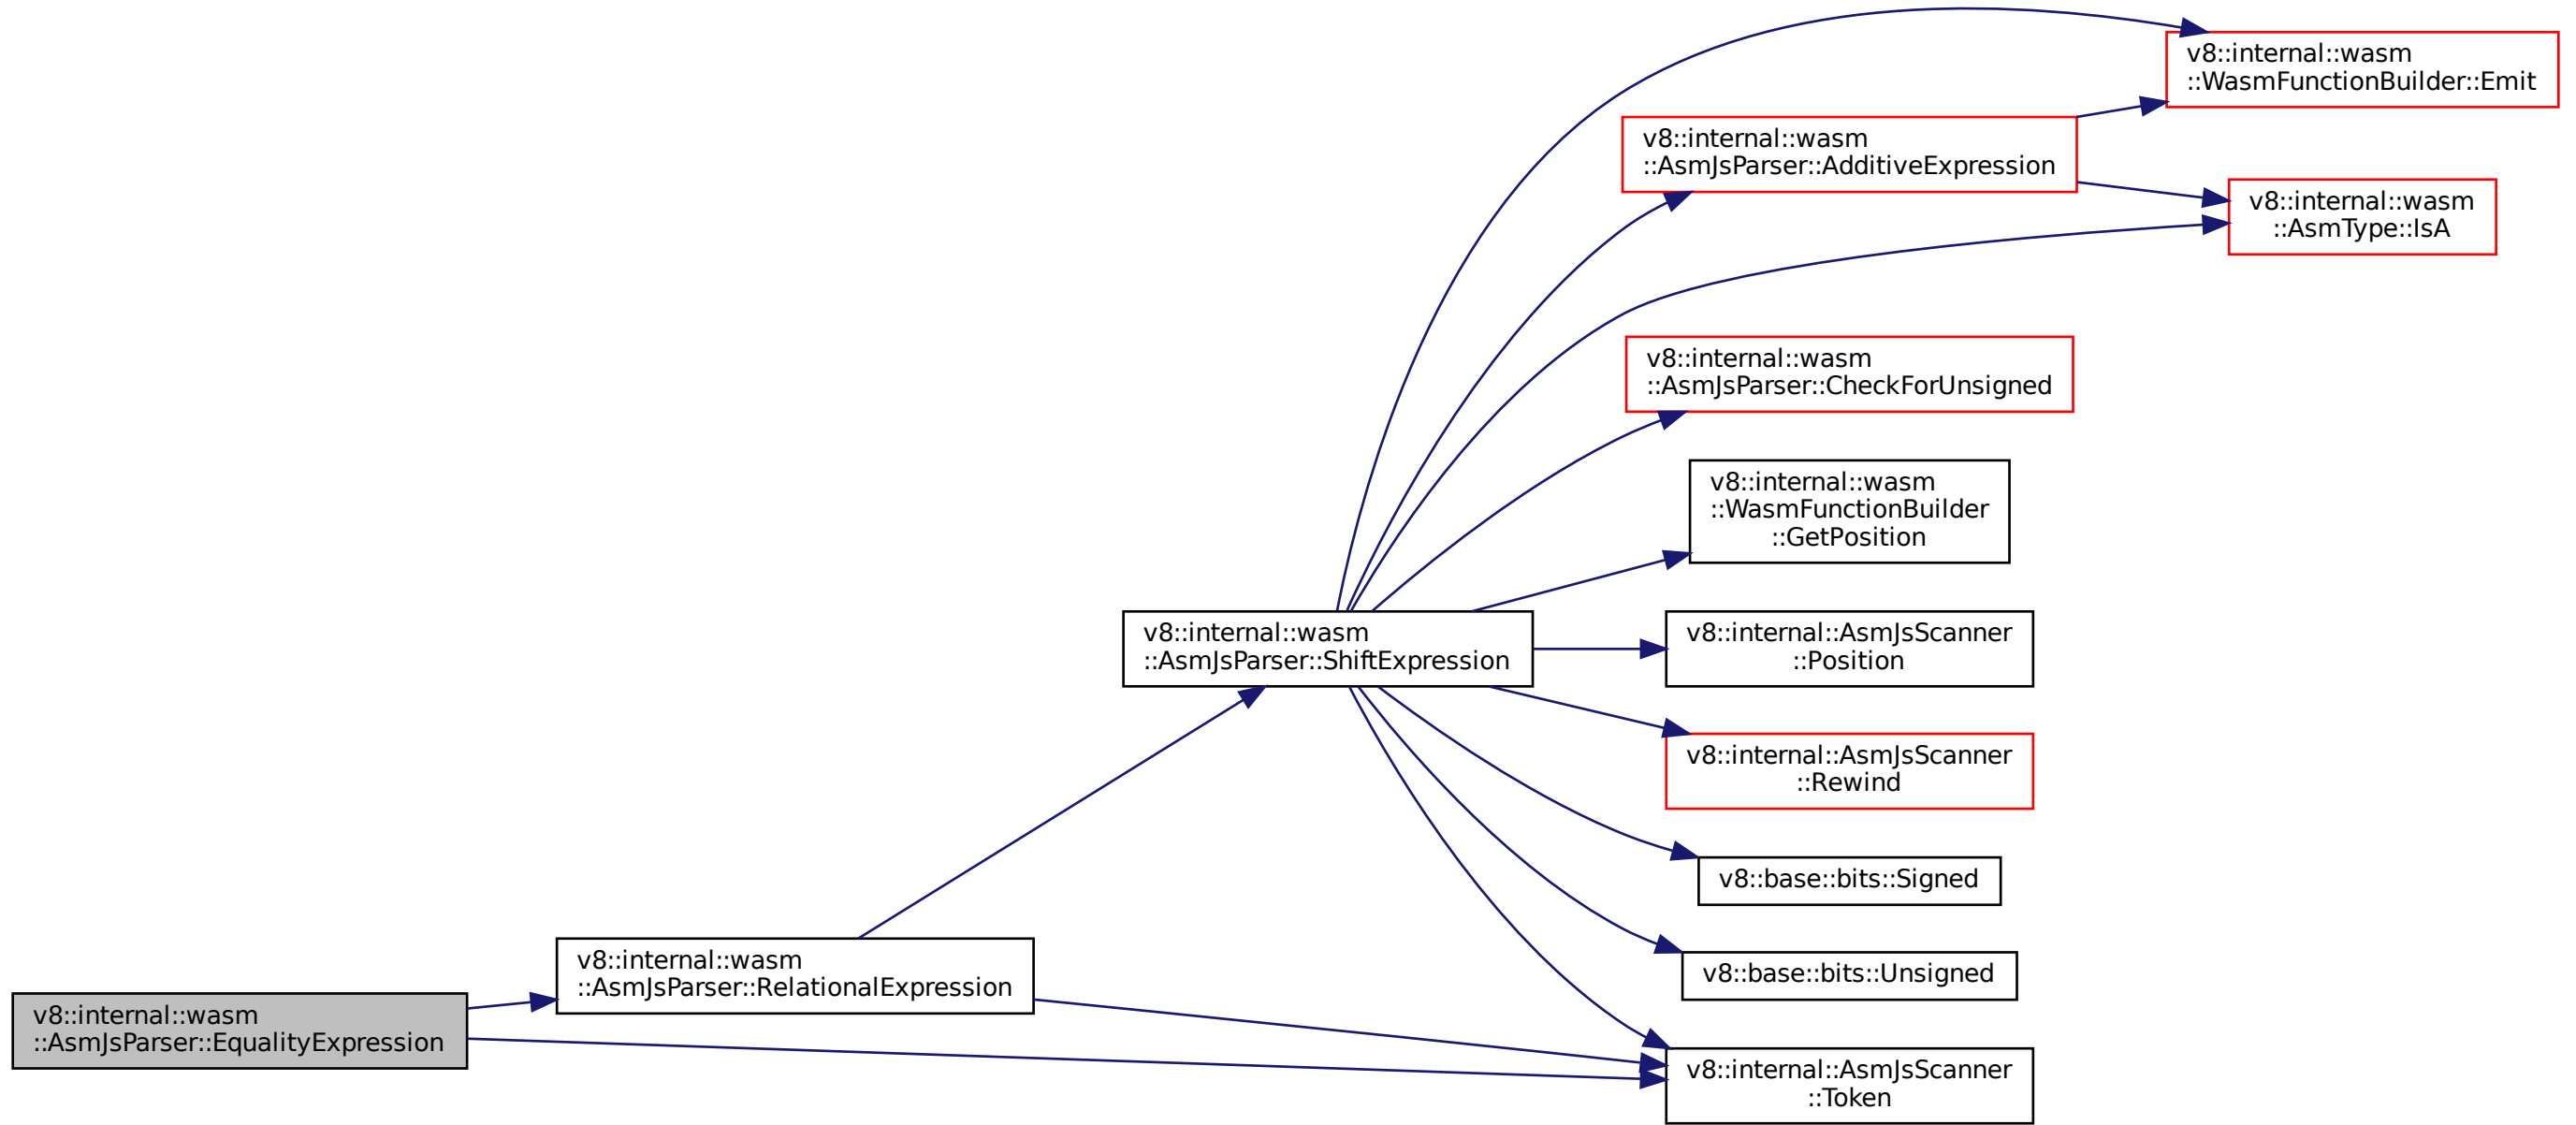 v8::internal::wasm
::WasmFunctionBuilder::Emit
v8::internal::wasm
::AsmJsParser::AdditiveExpression
v8::internal::wasm
::AsmType::IsA
v8::internal::wasm
::AsmJsParser::CheckForUnsigned
v8::internal::wasm
::WasmFunctionBuilder
::GetPosition
v8::internal::wasm
::AsmJsParser::ShiftExpression
v8::internal::AsmJsScanner
::Position
v8::internal::AsmJsScanner
::Rewind
v8::base::bits::Signed
v8::base::bits::Unsigned
v8::internal::wasm
::AsmJsParser::RelationalExpression
v8::internal::wasm
::AsmJsParser::EqualityExpression
v8::internal::AsmJsScanner
::Token